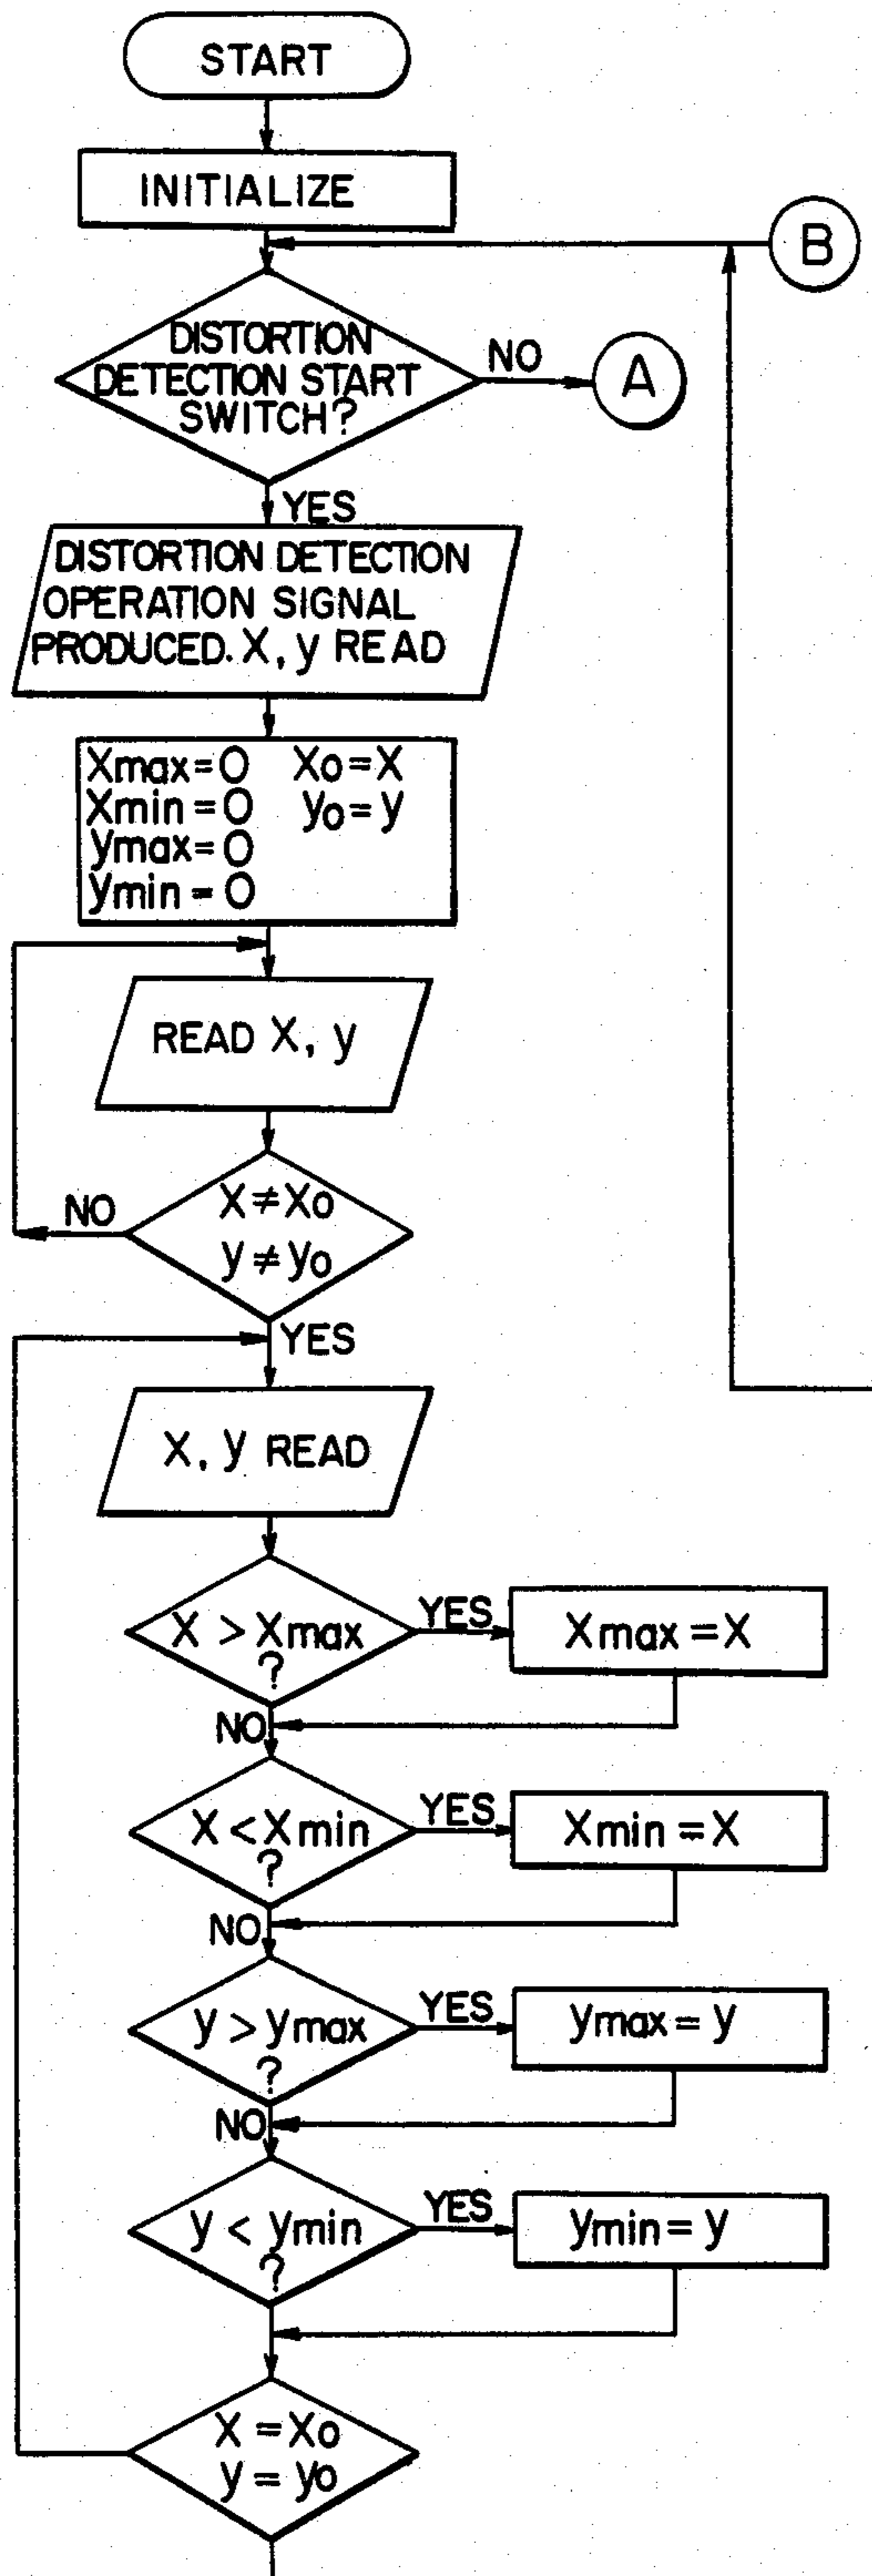 START
INITIALIZE
B
DISTORTION
DETECTION START
SWITCH?
NO
A
YES
DISTORTION DETECTION
OPERATION SIGNAL
PRODUCED. X, y READ
Xmax=0 Xo=X
Xmin=0 yo=y
ymax=0
ymin=0
READ X, y
X≠Xo
y≠yo
NO
YES
X, y READ
X > Xmax
?
YES
Xmax=X
NO
X < Xmin
?
YES
Xmin=X
NO
y > ymax
?
YES
ymax=y
NO
y < ymin
?
YES
ymin=y
X=Xo
y=yo